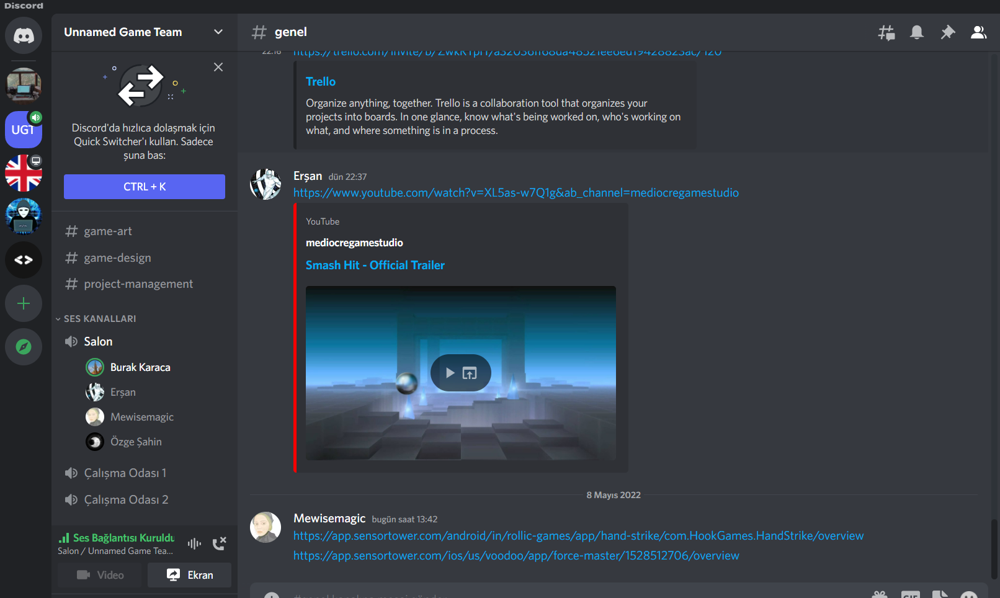 Discord
Unnamed Game Team
genel
UGT
Discord'da hızlıca dolaşmak için
Quick Switcher'ı kullan. Sadece
şuna bas:
CTRL + K
game-art
game-design
project-management
SES KANALLARI
Salon
Burak Karaca
Erşan
Mewisemagic
Özge Şahin
Çalışma Odası 1
Çalışma Odası 2
Ses Bağlantısı Kuruldu
Salon / Unnamed Game Tea...
Video
Ekran
22:16
Trello
Organize anything, together. Trello is a collaboration tool that organizes your
projects into boards. In one glance, know what's being worked on, who's working on
what, and where something is in a process.
Erşan dün 22:37
https://www.youtube.com/watch?v=XL5as-w7Q1g&ab_channel=mediocregamestudio
YouTube
mediocregamestudio
Smash Hit - Official Trailer
8 Mayıs 2022
Mewisemagic bugün saat 13:42
https://app.sensortower.com/android/in/rollic-games/app/hand-strike/com.HookGames.HandStrike/overview
https://app.sensortower.com/ios/us/voodoo/app/force-master/1528512706/overview
GIF